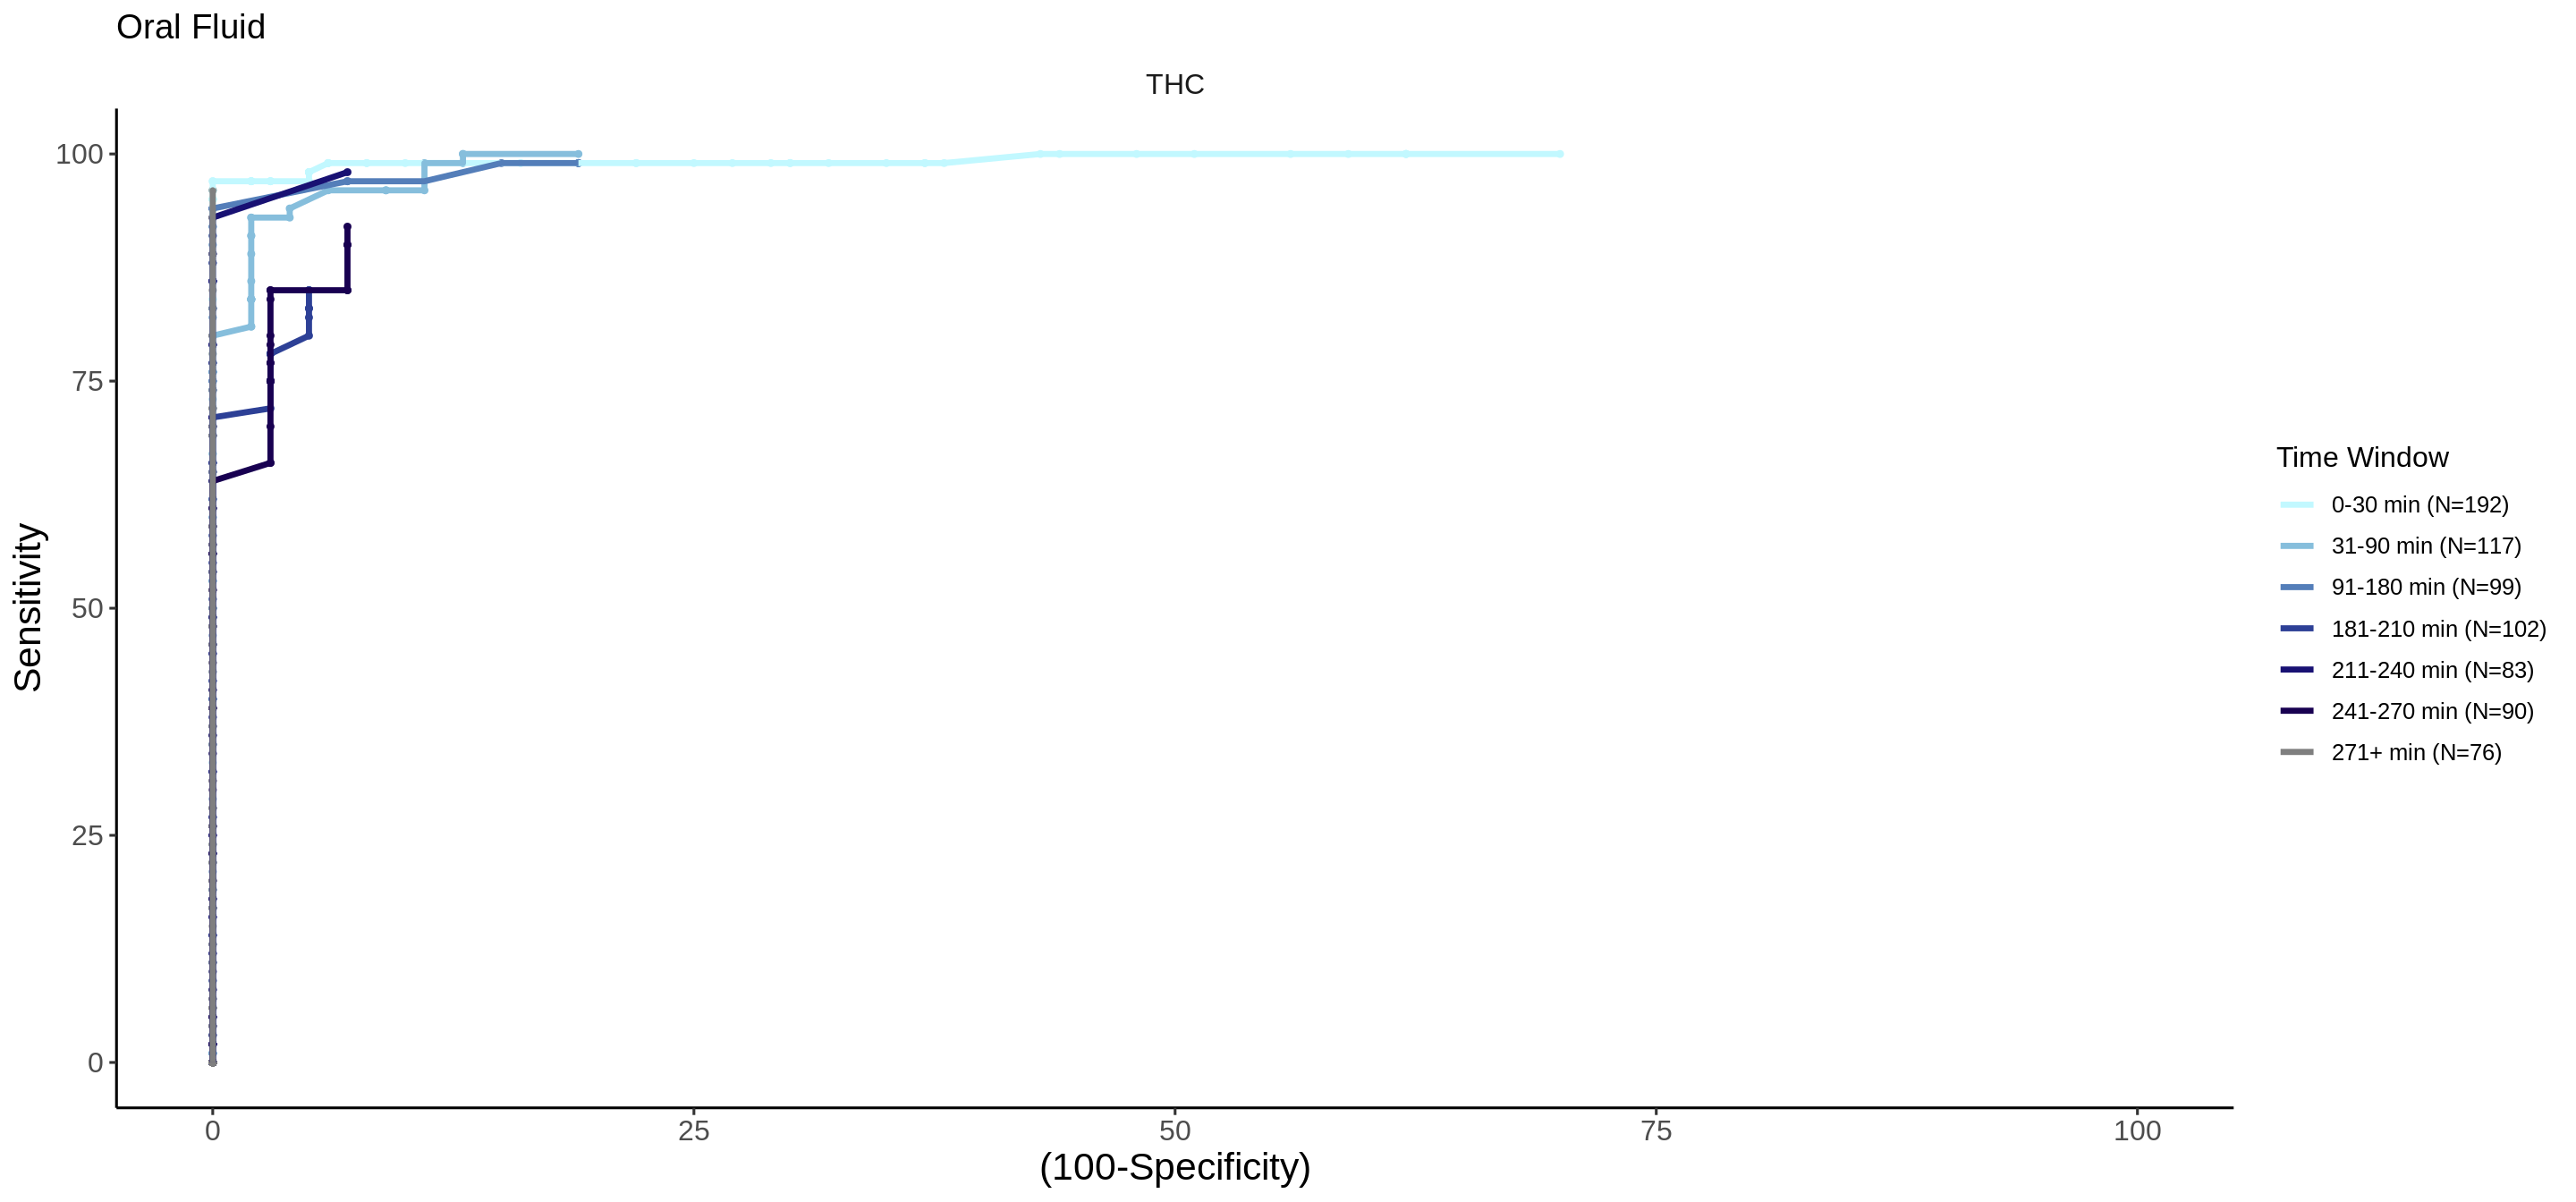 Oral Fluid
THC
100
75
50
25
0
Sensitivity
0 25 50 75 100
(100-Specificity)
Time Window
0-30 min (N=192)
31-90 min (N=117)
91-180 min (N=99)
181-210 min (N=102)
211-240 min (N=83)
241-270 min (N=90)
271+ min (N=76)